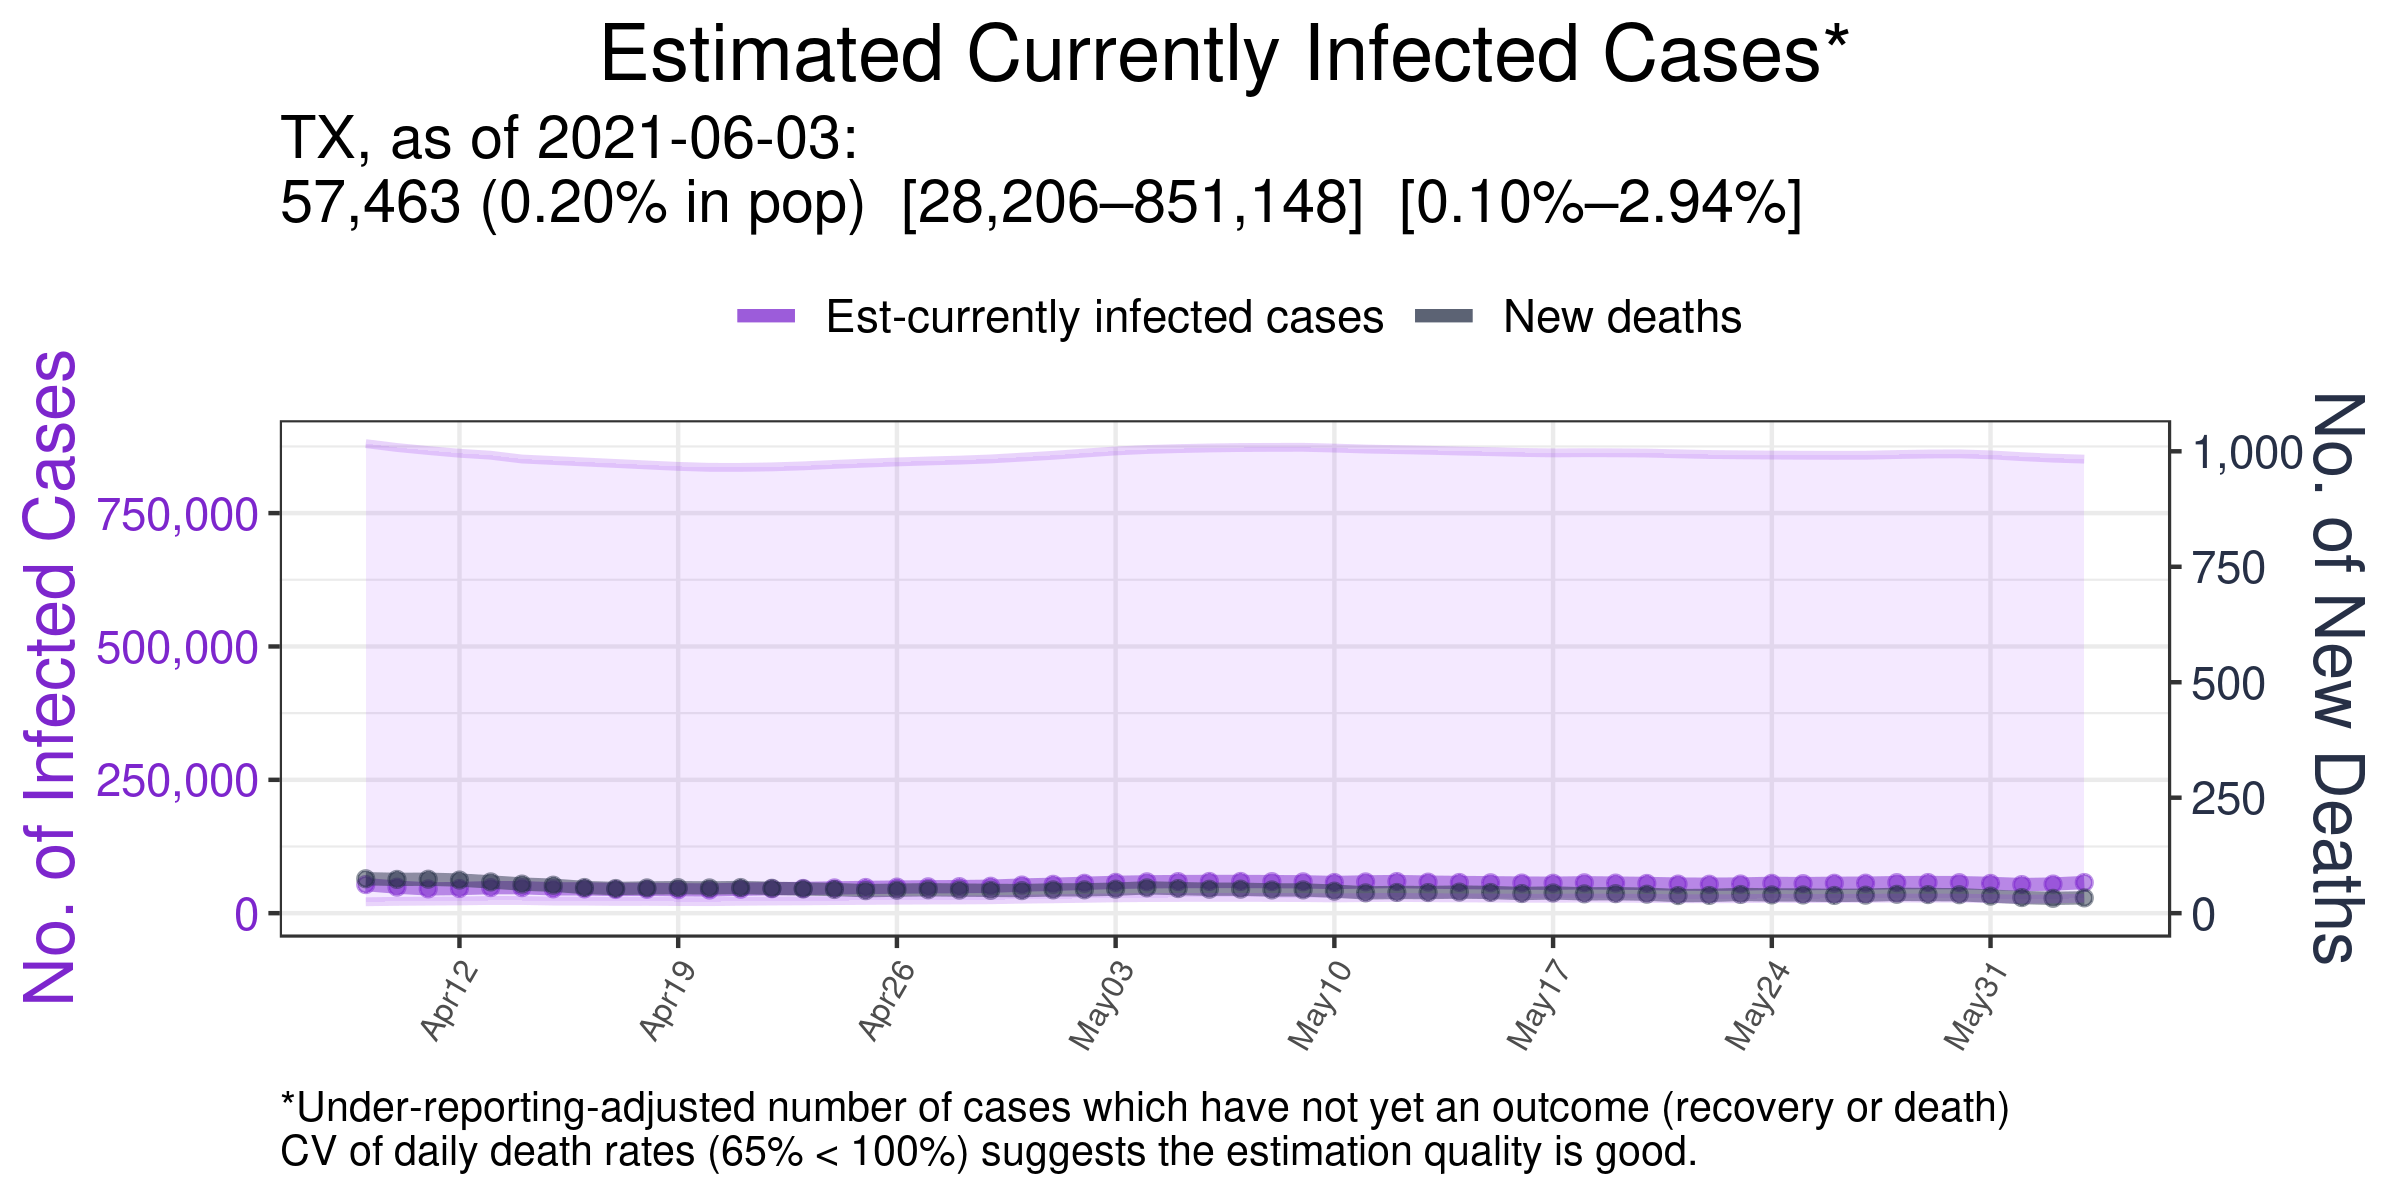 Estimated Currently Infected Cases*
TX, as of 2021-06-03:
57,463 (0.20% in pop)  [28,206–851,148]  [0.10%–2.94%]
Est-currently infected cases
New deaths
No. of Infected Cases
750,000
500,000
250,000
0
1,000
750
500
250
0
No. of New Deaths
Apr12
Apr19
Apr26
May03
May10
May17
May24
May31
*Under-reporting-adjusted number of cases which have not yet an outcome (recovery or death)
CV of daily death rates (65% < 100%) suggests the estimation quality is good.